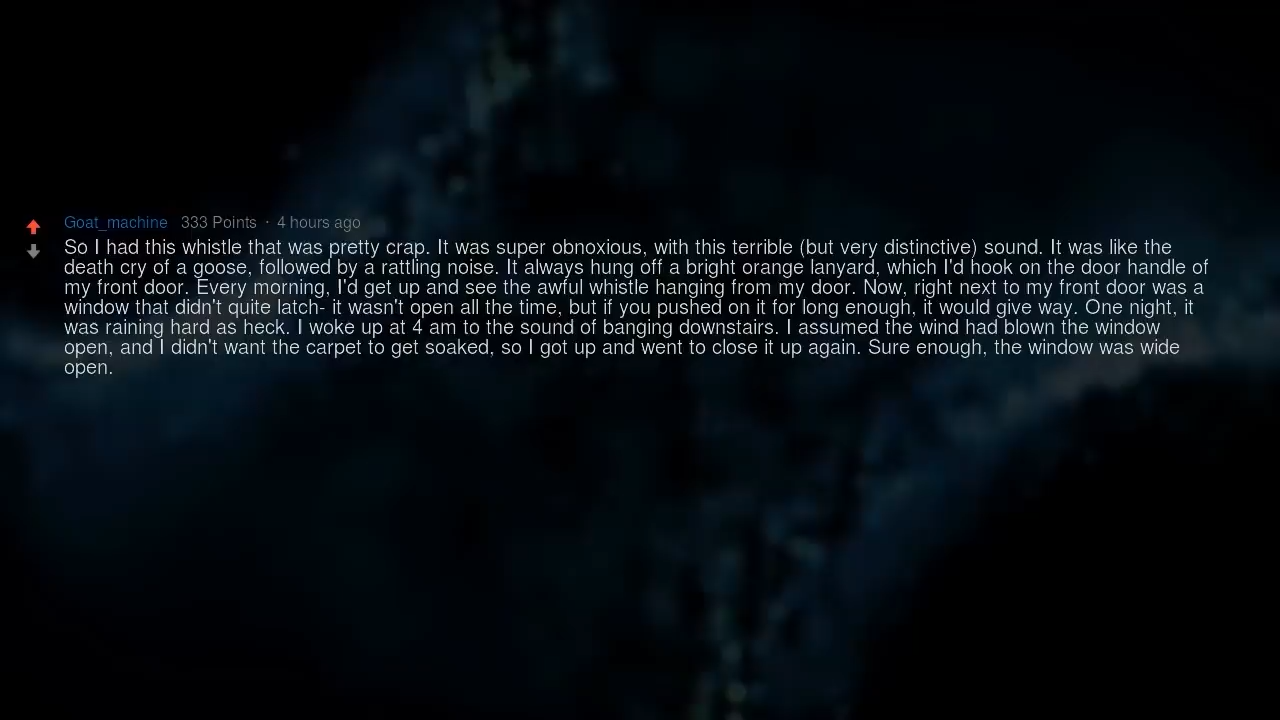 Goat_machine 333 Points · 4 hours ago
So I had this whistle that was pretty crap. It was super obnoxious, with this terrible (but very distinctive) sound. It was like the
death cry of a goose, followed by a rattling noise. It always hung off a bright orange lanyard, which I'd hook on the door handle of
my front door. Every morning, I'd get up and see the awful whistle hanging from my door. Now, right next to my front door was a
window that didn't quite latch- it wasn't open all the time, but if you pushed on it for long enough, it would give way. One night, it
was raining hard as heck. I woke up at 4 am to the sound of banging downstairs. I assumed the wind had blown the window
open, and I didn't want the carpet to get soaked, so I got up and went to close it up again. Sure enough, the window was wide
open.